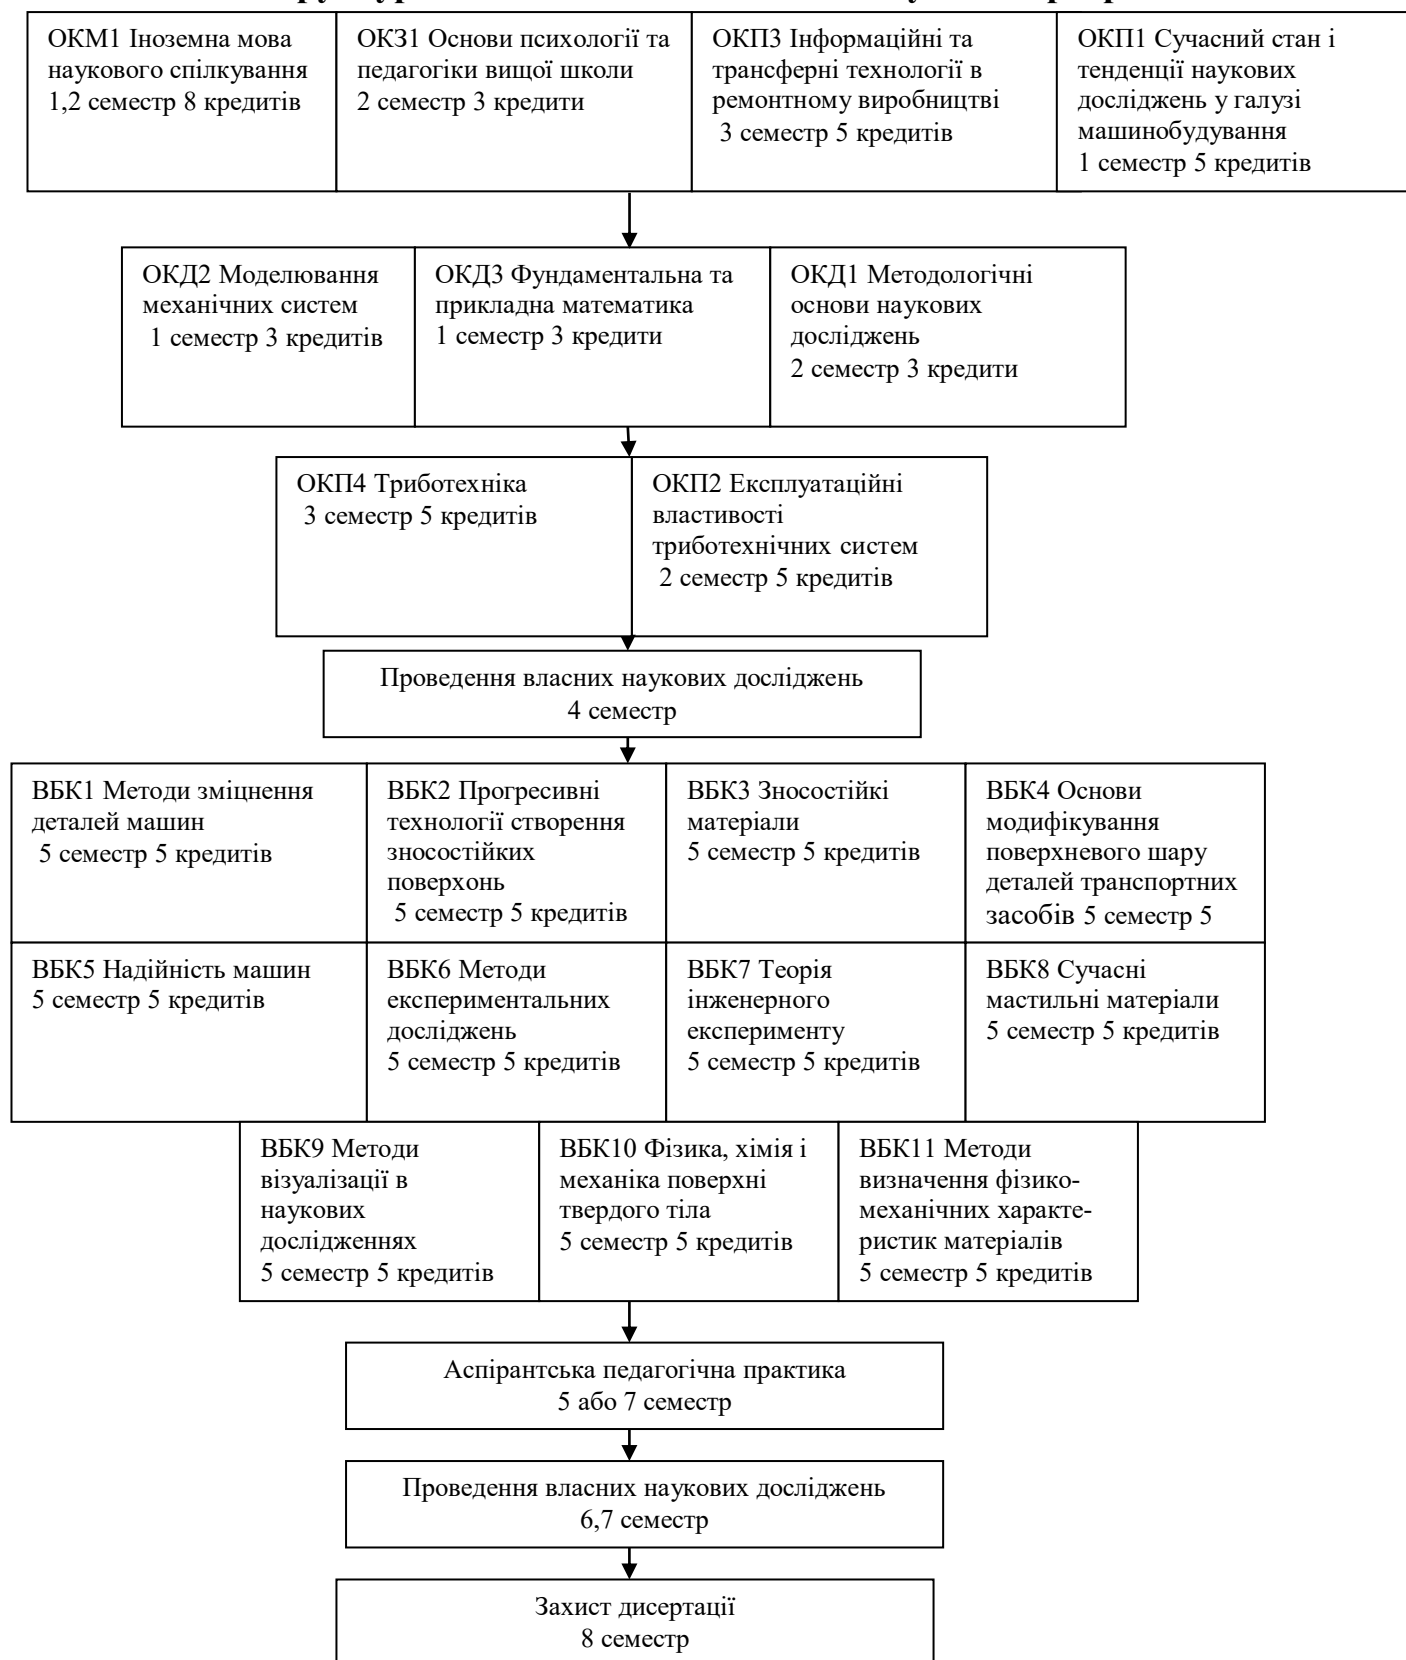 ОКМ1 Іноземна мова
наукового спілкування
1,2 семестр 8 кредитів
ОКЗ1 Основи психології та
педагогіки вищої школи
2 семестр 3 кредити
ОКП3 Інформаційні та
трансферні технології в
ремонтному виробництві
3 семестр 5 кредитів
ОКП1 Сучасний стан і
тенденції наукових
досліджень у галузі
машинобудування
1 семестр 5 кредитів
ОКД2 Моделювання
механічних систем
1 семестр 3 кредитів
ОКД3 Фундаментальна та
прикладна математика
1 семестр 3 кредити
ОКД1 Методологічні
основи наукових
досліджень
2 семестр 3 кредити
ОКП4 Триботехніка
3 семестр 5 кредитів
ОКП2 Експлуатаційні
властивості
триботехнічних систем
2 семестр 5 кредитів
Проведення власних наукових досліджень
4 семестр
ВБК1 Методи зміцнення
деталей машин
5 семестр 5 кредитів
ВБК2 Прогресивні
технології створення
зносостійких
поверхонь
5 семестр 5 кредитів
ВБК3 Зносостійкі
матеріали
5 семестр 5 кредитів
ВБК4 Основи
модифікування
поверхневого шару
деталей транспортних
засобів 5 семестр 5
ВБК5 Надійність машин
5 семестр 5 кредитів
ВБК6 Методи
експериментальних
досліджень
5 семестр 5 кредитів
ВБК7 Теорія
інженерного
експерименту
5 семестр 5 кредитів
ВБК8 Сучасні
мастильні матеріали
5 семестр 5 кредитів
ВБК9 Методи
візуалізації в
наукових
дослідженнях
5 семестр 5 кредитів
ВБК10 Фізика, хімія і
механіка поверхні
твердого тіла
5 семестр 5 кредитів
ВБК11 Методи
визначення фізико-
механічних характе-
ристик матеріалів
5 семестр 5 кредитів
Аспірантська педагогічна практика
5 або 7 семестр
Проведення власних наукових досліджень
6,7 семестр
Захист дисертації
8 семестр